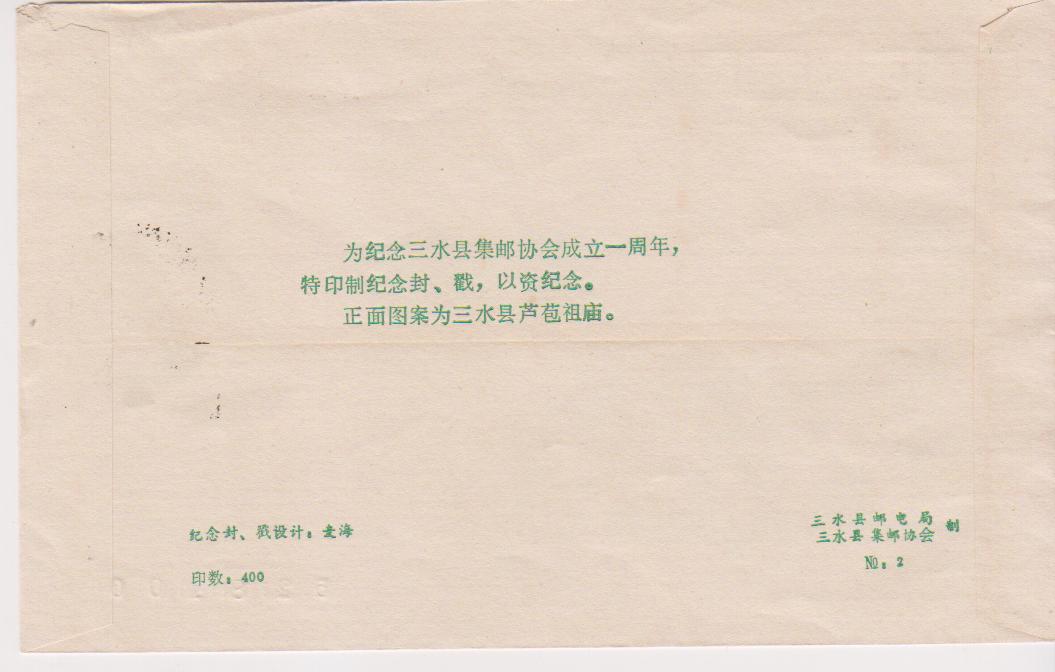 为纪念三水县集邮协会成立一周年，
特印制纪念封、戳，以资纪念。
正面图案为三水县芦苞祖庙。
纪念封、戳设计：麦海
三水县邮电局
三水县集邮协会
制
印数：400
№：2